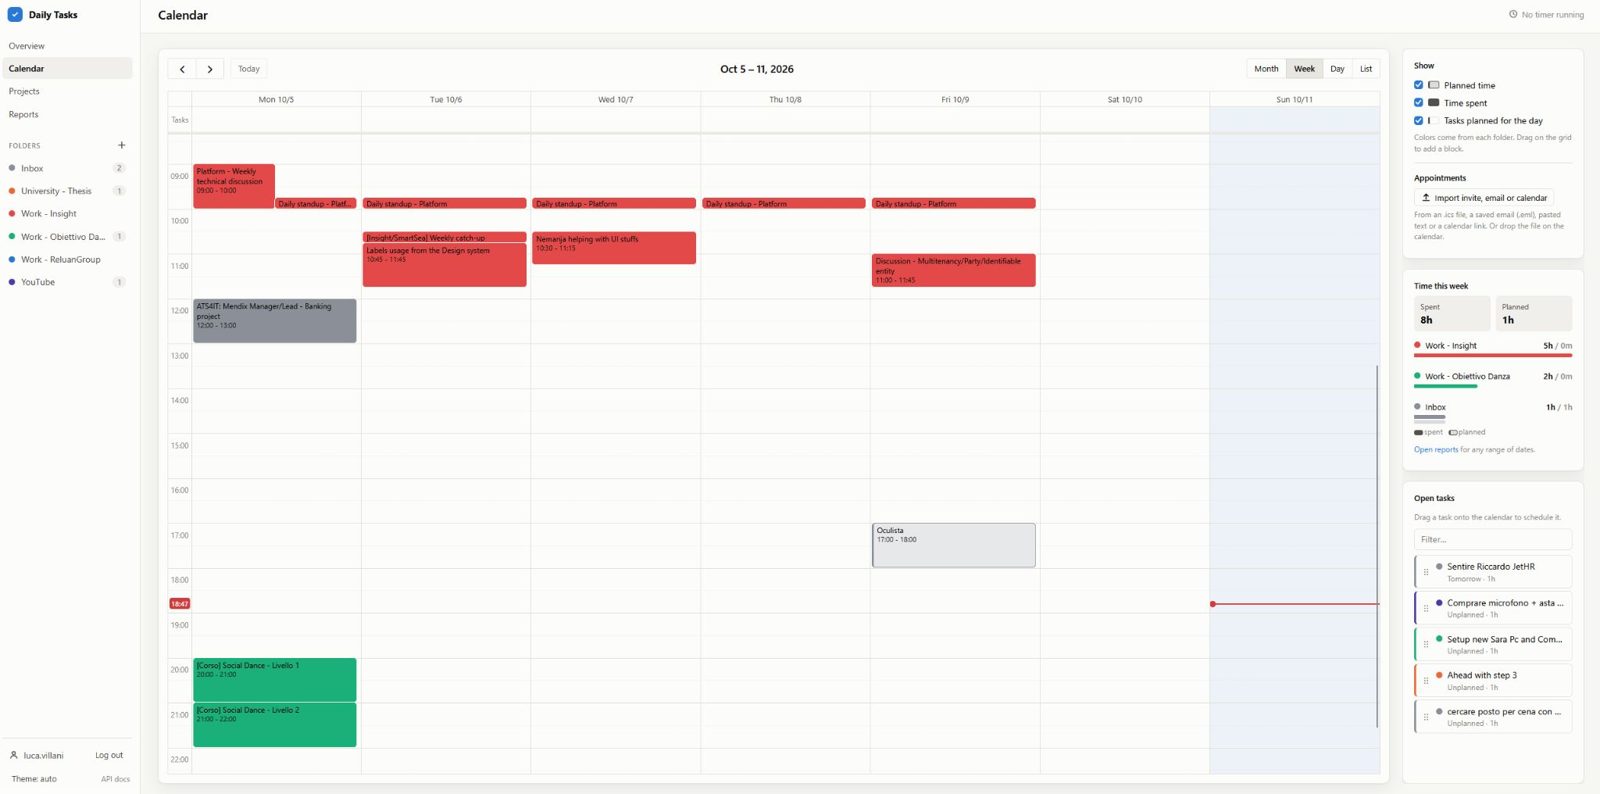 Daily Tasks
Overview
Calendar
Projects
Reports
FOLDERS
+
Inbox 2
University - Thesis 1
Work - Insight
Work - Obiettivo Da... 1
Work - ReluanGroup
YouTube 1
luca.villani Log out
Theme: auto API docs
Calendar
No timer running
Today
Oct 5 – 11, 2026
Month Week Day List
Mon 10/5 Tue 10/6 Wed 10/7 Thu 10/8 Fri 10/9 Sat 10/10 Sun 10/11
Tasks
09:00
10:00
11:00
12:00
13:00
14:00
15:00
16:00
17:00
18:00
18:47
19:00
20:00
21:00
22:00
Platform - Weekly
technical discussion
09:00 - 10:00
Daily standup - Platf...
ATS4IT: Mendix Manager/Lead - Banking
project
12:00 - 13:00
[Corso] Social Dance - Livello 1
20:00 - 21:00
[Corso] Social Dance - Livello 2
21:00 - 22:00
Daily standup - Platform
[Insight/SmartSea] Weekly catch-up
Labels usage from the Design system
10:45 - 11:45
Daily standup - Platform
Nemanja helping with UI stuffs
10:30 - 11:15
Daily standup - Platform
Daily standup - Platform
Discussion - Multitenancy/Party/Identifiable
entity
11:00 - 11:45
Oculista
17:00 - 18:00
Show
Planned time
Time spent
Tasks planned for the day
Colors come from each folder. Drag on the grid
to add a block.
Appointments
Import invite, email or calendar
From an .ics file, a saved email (.eml), pasted
text or a calendar link. Or drop the file on the
calendar.
Time this week
Spent Planned
8h 1h
Work - Insight 5h / 0m
Work - Obiettivo Danza 2h / 0m
Inbox 1h / 1h
spent planned
Open reports for any range of dates.
Open tasks
Drag a task onto the calendar to schedule it.
Filter...
Sentire Riccardo JetHR
Tomorrow · 1h
Comprare microfono + asta ...
Unplanned · 1h
Setup new Sara Pc and Com...
Unplanned · 1h
Ahead with step 3
Unplanned · 1h
cercare posto per cena con ...
Unplanned · 1h